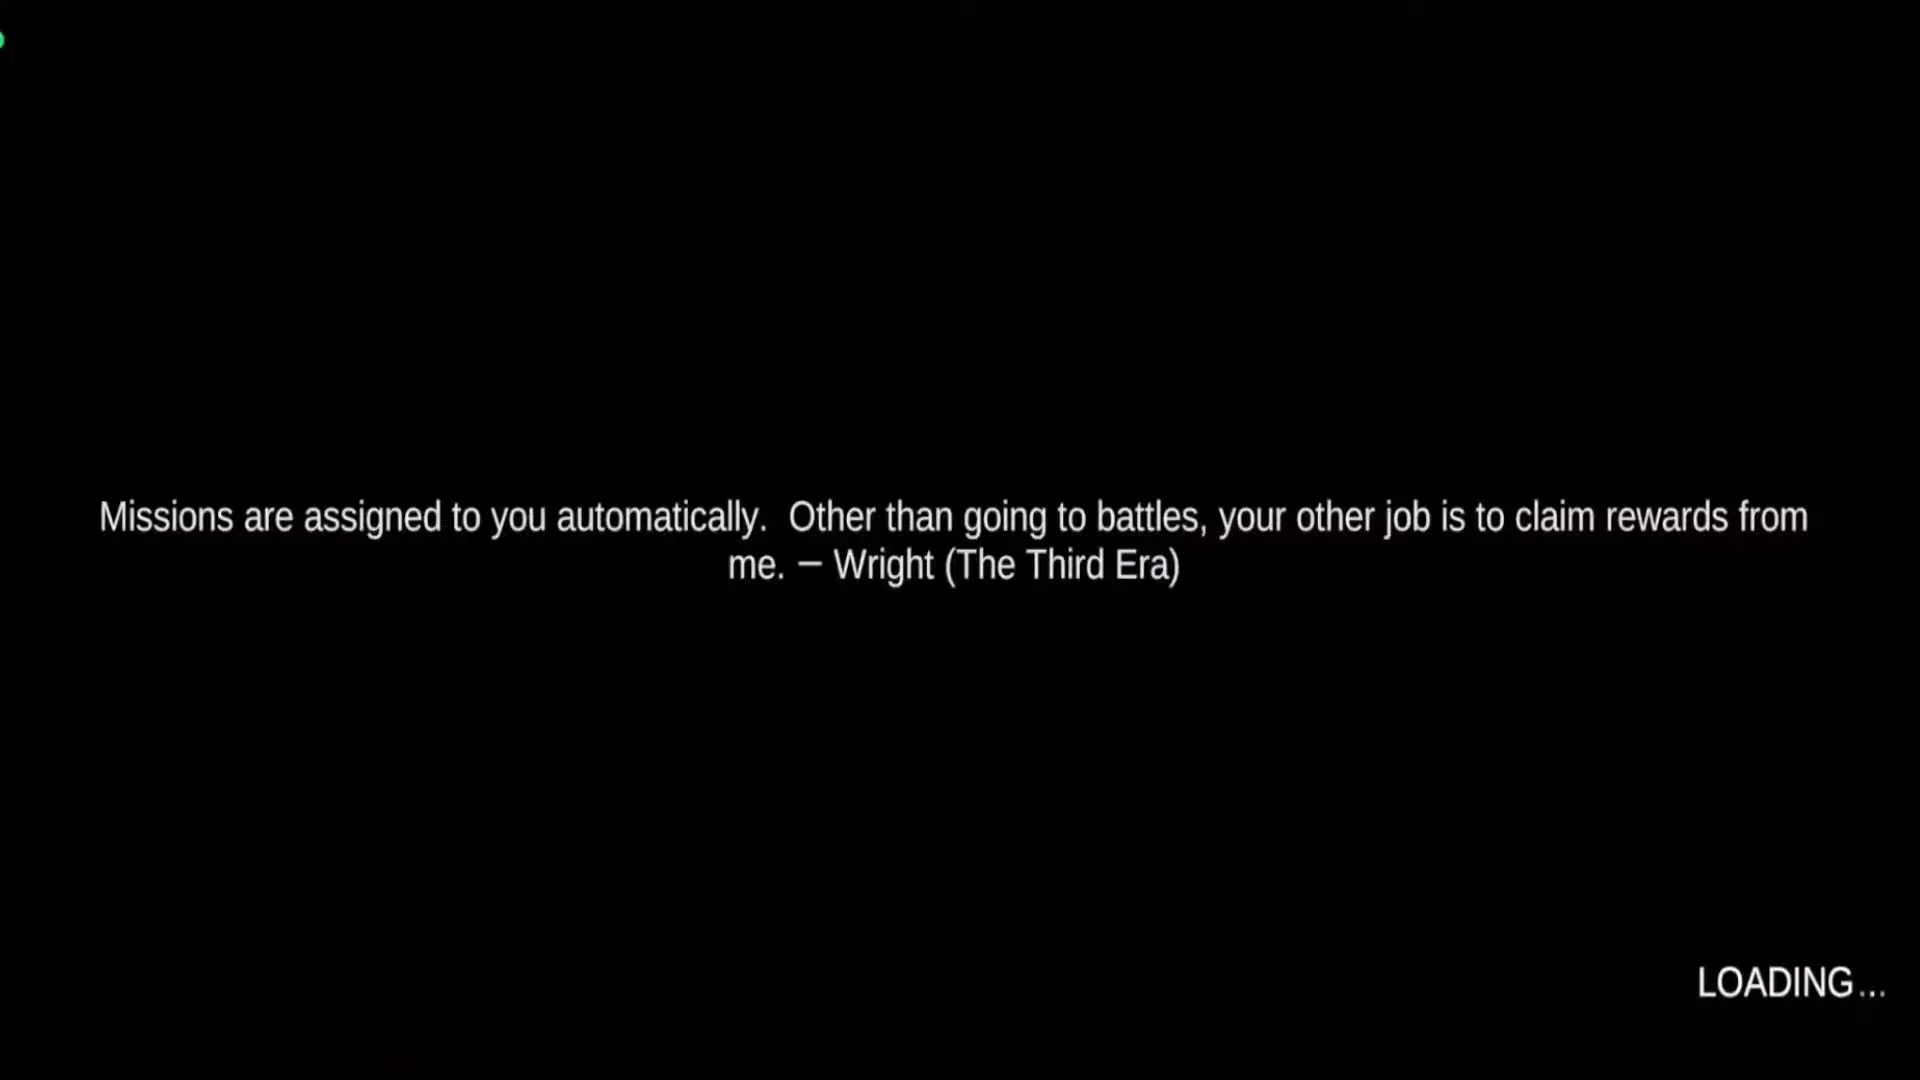 Missions are assigned to you automatically.  Other than going to battles, your other job is to claim rewards from
me. — Wright (The Third Era)
LOADING...